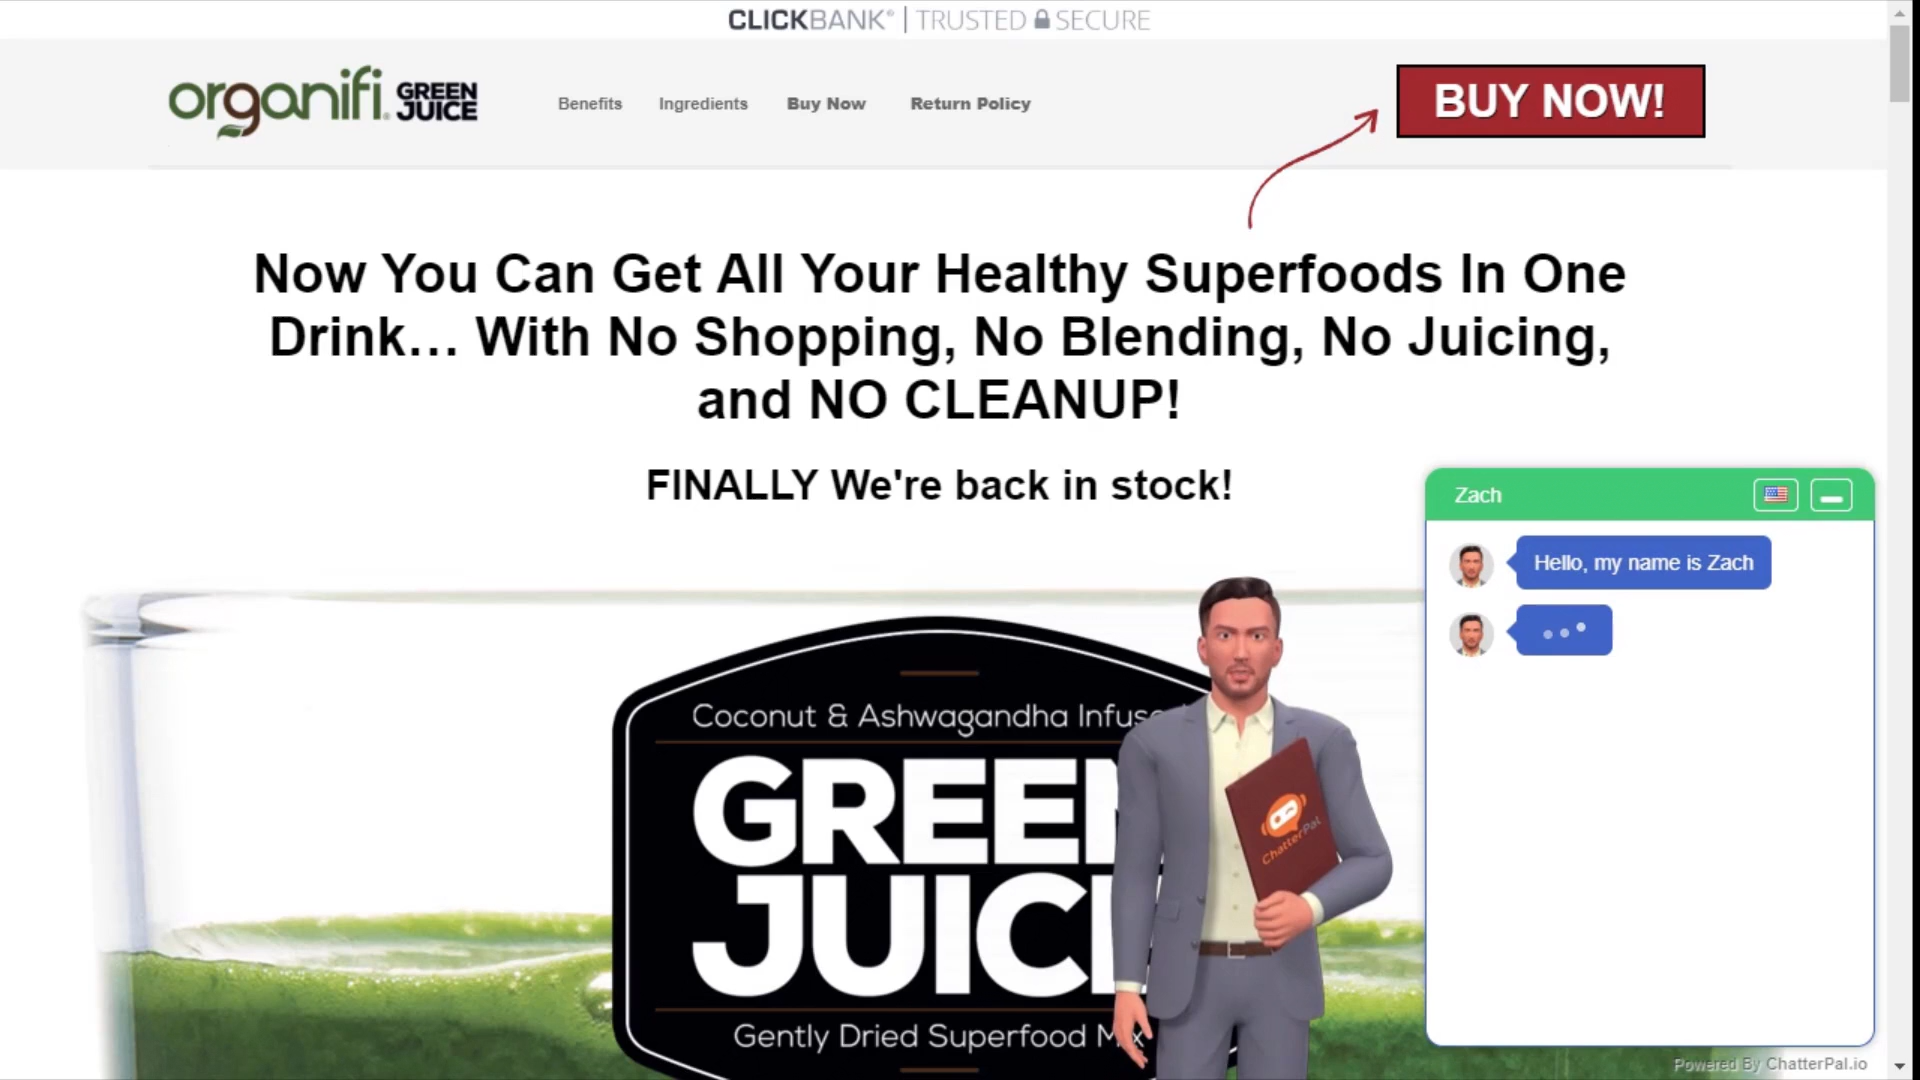 CLICKBANK® | TRUSTED SECURE
organifi® GREEN JUICE
Benefits
Ingredients
Buy Now
Return Policy
BUY NOW!
Now You Can Get All Your Healthy Superfoods In One
Drink... With No Shopping, No Blending, No Juicing,
and NO CLEANUP!
FINALLY We're back in stock!
Zach
Hello, my name is Zach
Coconut & Ashwagandha
GREEN
JUICE
Gently Dried Superfood
ChatterPal
Powered By ChatterPal.io